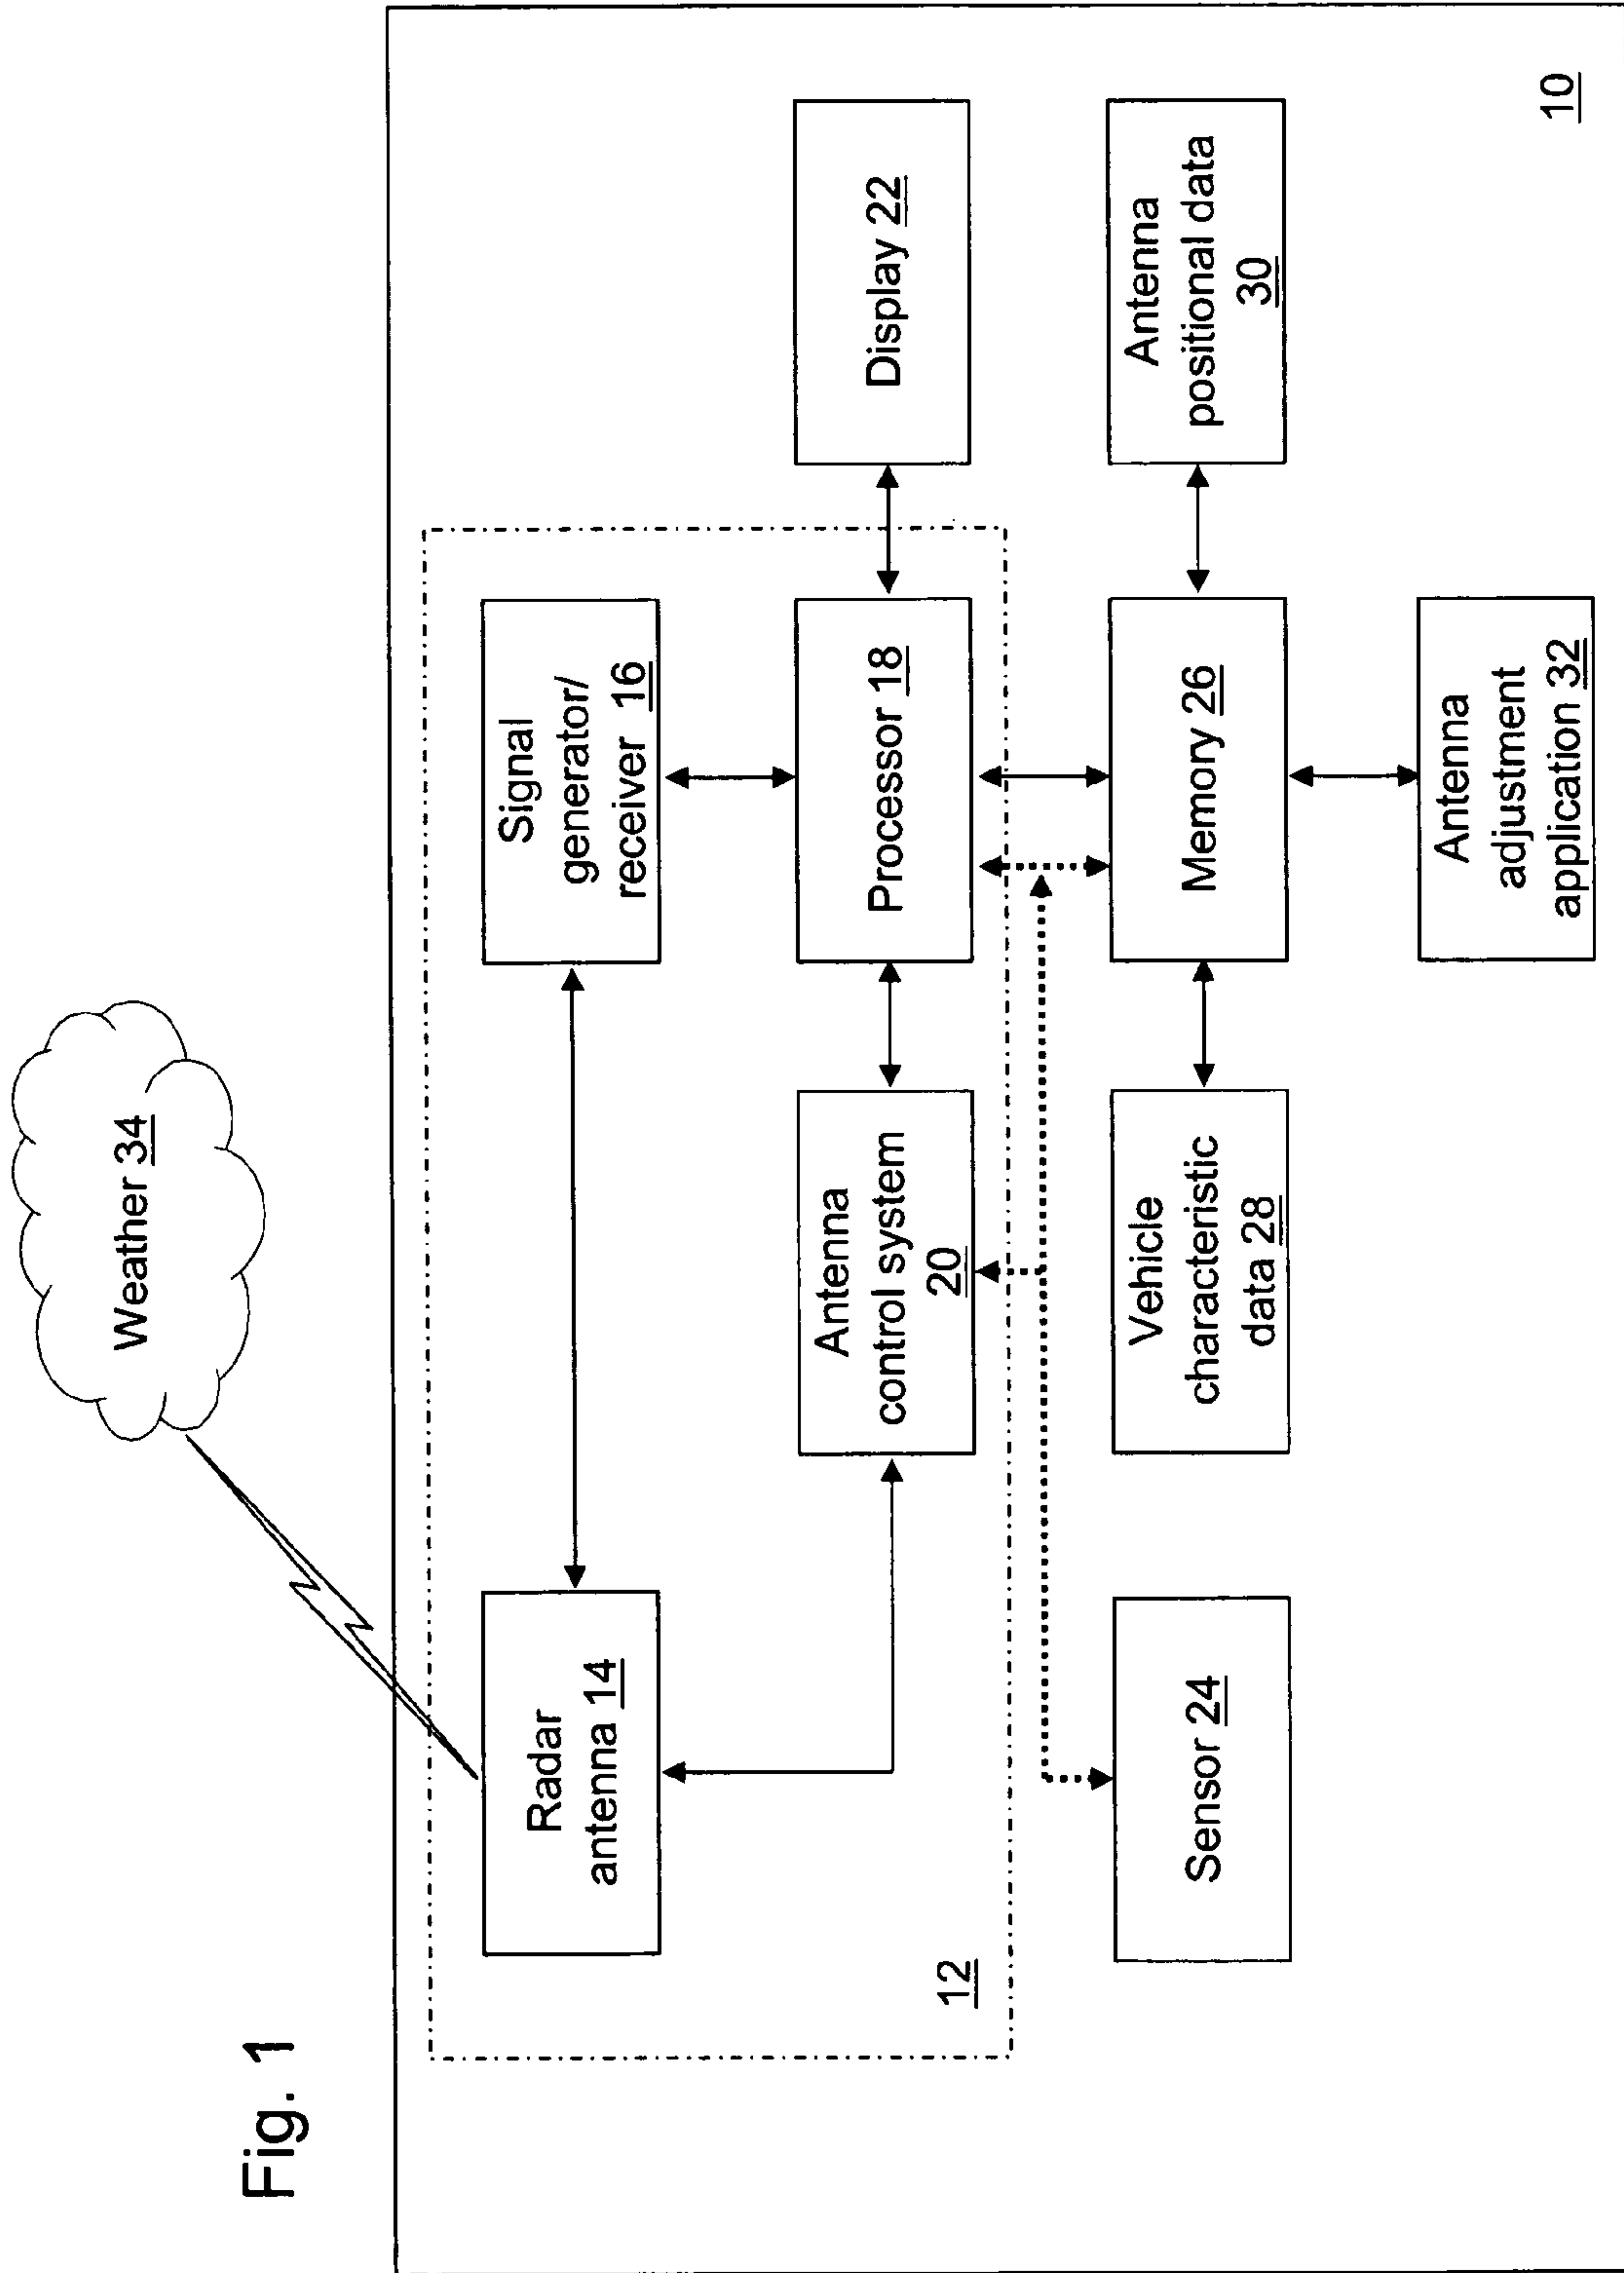 Fig. 1
Weather 34
Radar
antenna 14
Signal
generator/
receiver 16
12
Antenna
control system
20
Processor 18
Display 22
Sensor 24
Vehicle
characteristic
data 28
Memory 26
Antenna
positional data
30
Antenna
adjustment
application 32
10